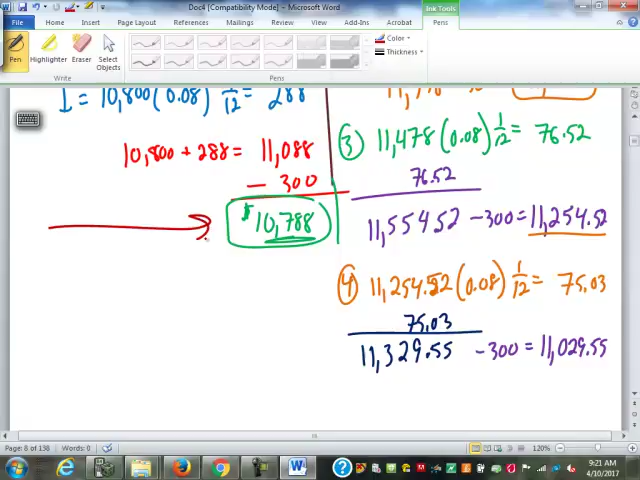 Doc4 [Compatibility Mode] - Microsoft Word
Ink Tools
File Home Insert Page Layout References Mailings Review View Add-Ins Acrobat Pens
Pen Highlighter Eraser Select Objects
Color
Thickness
Write
Pens
I = 10,800(0.08) 1/12 = 288
10,800 + 288 = 11,088
- 300
$10,788
③ 11,478(0.08) 1/12 = 76.52
76.52
11,554.52 - 300 = 11,254.52
④ 11,254.52(0.08) 1/12 = 75.03
75.03
11,329.55 - 300 = 11,029.55
Page: 8 of 138 Words: 0 120%
9:21 AM
4/10/2017